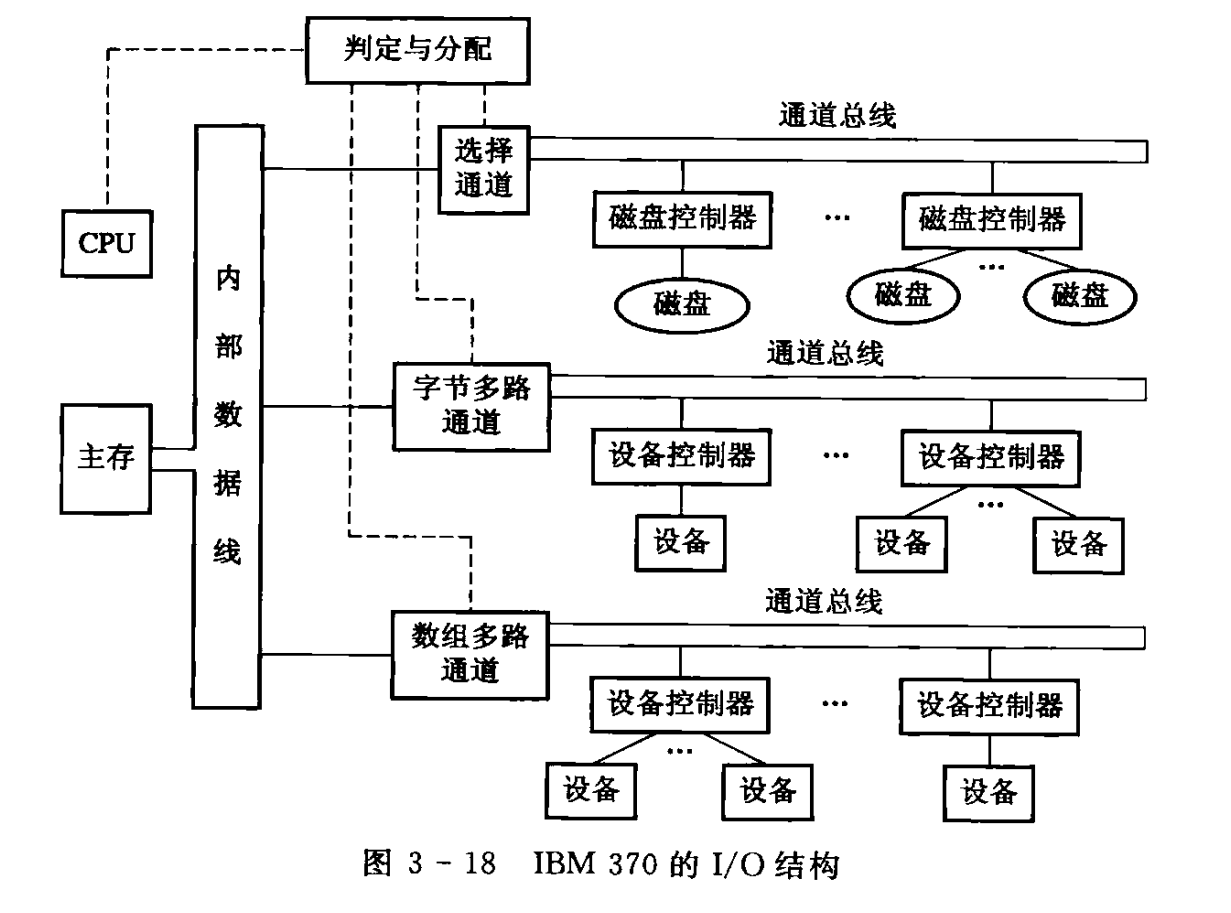 判定与分配
通道总线
选择
通道
磁盘控制器
…
磁盘控制器
CPU
…
磁盘
磁盘
磁盘
内
部
数
据
线
通道总线
字节多路
通道
主存
设备控制器
…
设备控制器
…
设备
设备
设备
通道总线
数组多路
通道
设备控制器
…
设备控制器
…
设备
设备
设备
图 3-18 IBM 370 的 I/O 结构